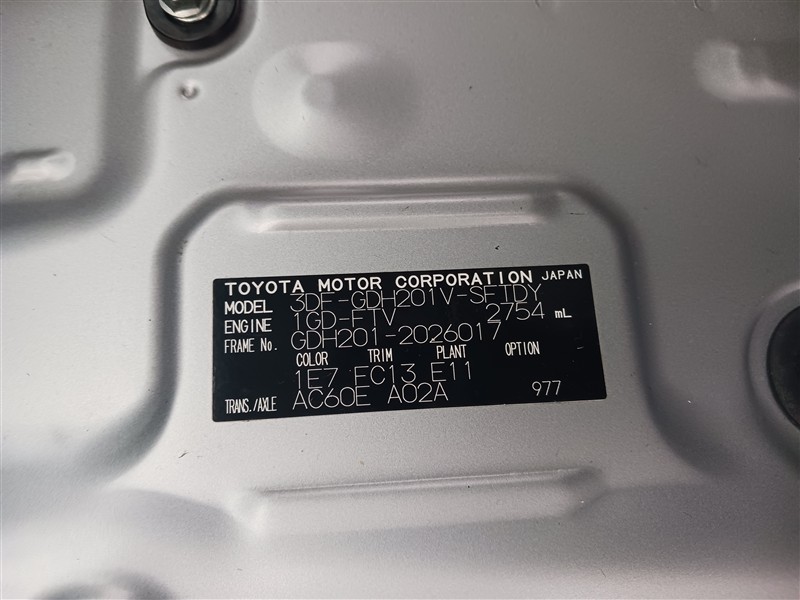 TOYOTA MOTOR CORPORATION JAPAN
MODEL 3DF-GDH201V-SFTDY
ENGINE 1GD-FTV 2754 mL
FRAME No. GDH201-2026017
COLOR TRIM PLANT OPTION
1E7 FC13 E11
TRANS./AXLE AC60E A02A 977